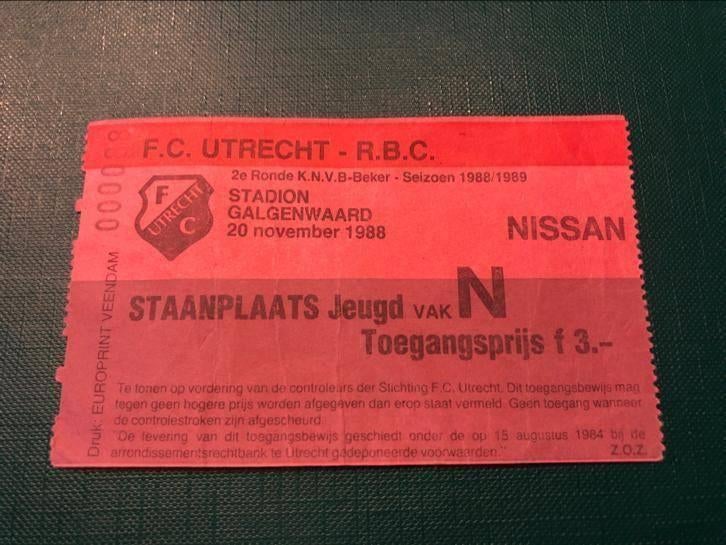 F.C. UTRECHT - R.B.C.
2e Ronde K.N.V.B-Beker - Seizoen 1988/1989
F
UTRECHT
C
STADION
GALGENWAARD
20 november 1988
NISSAN
STAANPLAATS Jeugd VAK N
Toegangsprijs f 3.-
Te tonen op vordering van de controleurs der Stichting F.C. Utrecht. Dit toegangsbewijs mag
tegen geen hogere prijs worden afgegeven dan erop staat vermeld. Geen toegang wanneer
de controlestroken zijn afgescheurd.
"De levering van dit toegangsbewijs geschiedt onder de op 15 augustus 1984 bij de
arrondissementsrechtbank te Utrecht gedeponeerde voorwaarden."
Z.O.Z.
Druk: EUROPRINT VEENDAM